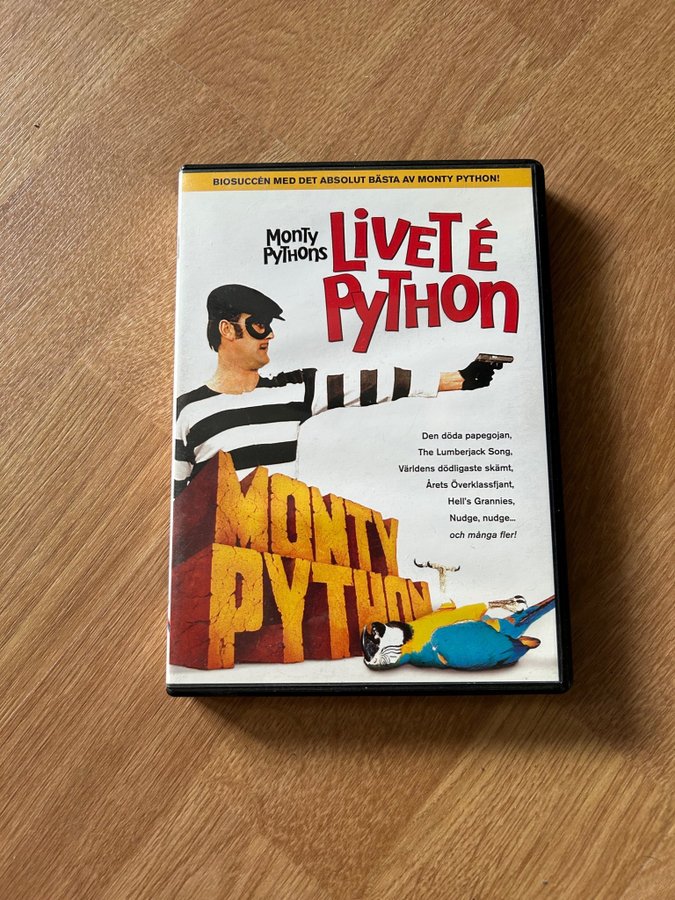 BIOSUCCÉN MED DET ABSOLUT BÄSTA AV MONTY PYTHON!
MONTY
PYTHONS
LIVET É
PYTHON
Den döda papegojan,
The Lumberjack Song,
Världens dödligaste skämt,
Årets Överklassfjant,
Hell's Grannies,
Nudge, nudge...
och många fler!
MONTY
PYTHON